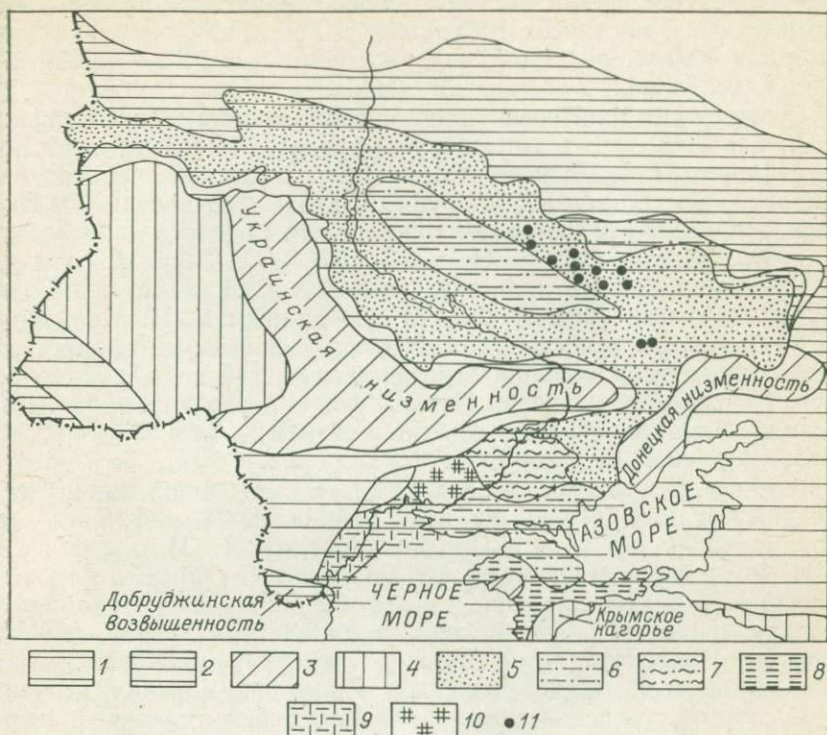 Украинская
низменность
Донецкая низменность
АЗОВСКОЕ
МОРЕ
Добруджинская
возвышенность
ЧЕРНОЕ
МОРЕ
Крымское
нагорье
1 2 3 4 5 6 7 8
9 10 11